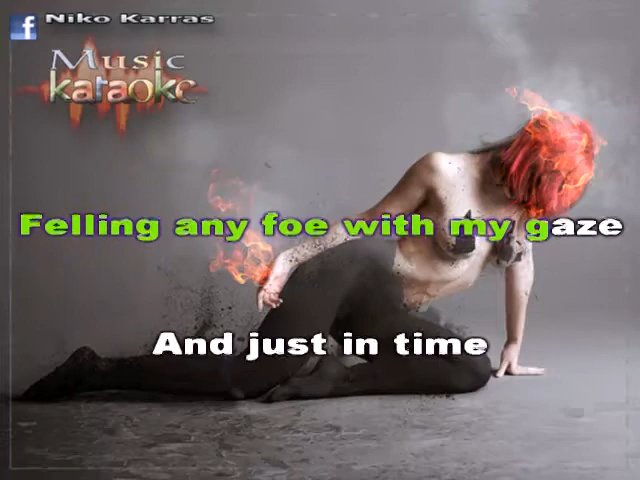 f Niko Karras
Music
karaoke
Felling any foe with my gaze
And just in time